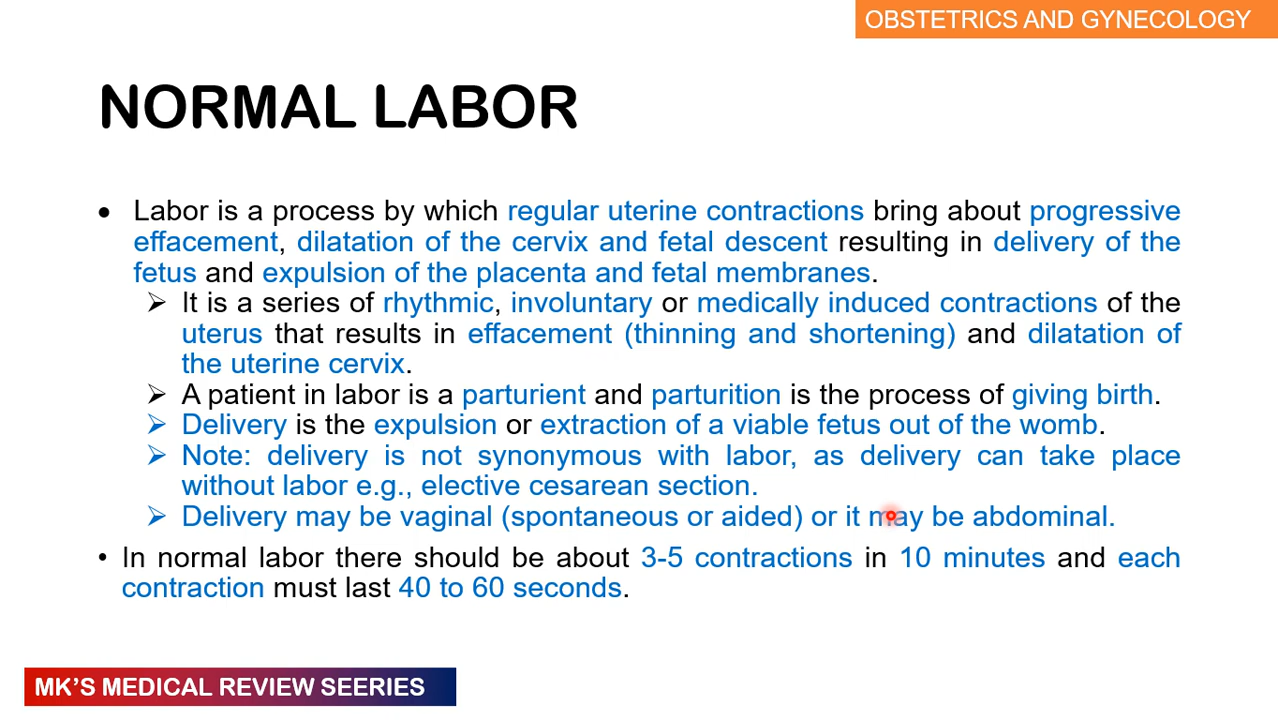 OBSTETRICS AND GYNECOLOGY
NORMAL LABOR
• Labor is a process by which regular uterine contractions bring about progressive
effacement, dilatation of the cervix and fetal descent resulting in delivery of the
fetus and expulsion of the placenta and fetal membranes.
➢ It is a series of rhythmic, involuntary or medically induced contractions of the
uterus that results in effacement (thinning and shortening) and dilatation of
the uterine cervix.
➢ A patient in labor is a parturient and parturition is the process of giving birth.
➢ Delivery is the expulsion or extraction of a viable fetus out of the womb.
➢ Note: delivery is not synonymous with labor, as delivery can take place
without labor e.g., elective cesarean section.
➢ Delivery may be vaginal (spontaneous or aided) or it may be abdominal.
• In normal labor there should be about 3-5 contractions in 10 minutes and each
contraction must last 40 to 60 seconds.
MK’S MEDICAL REVIEW SEERIES